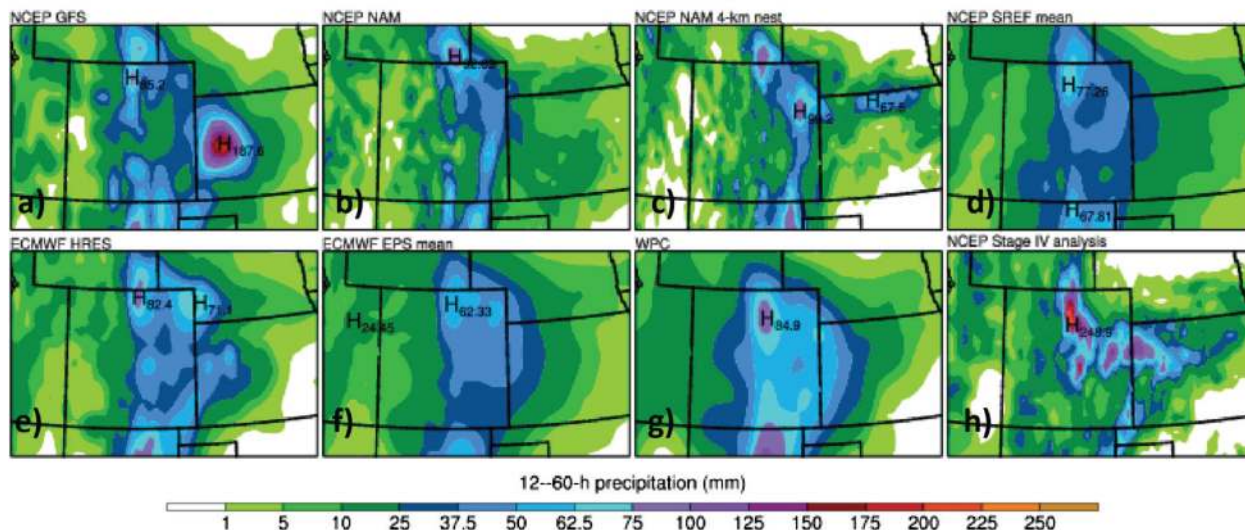 NCEP GFS
NCEP NAM
NCEP NAM 4-km nest
NCEP SREF mean
H85.2
H187.6
a)
b)
H
c)
H
H67.6
d)
H77.26
H67.81
ECMWF HRES
ECMWF EPS mean
WPC
NCEP Stage IV analysis
H82.4
H71.1
e)
H24.45
H62.33
f)
H84.9
g)
H248.9
h)
12--60-h precipitation (mm)
1 5 10 25 37.5 50 62.5 75 100 125 150 175 200 225 250